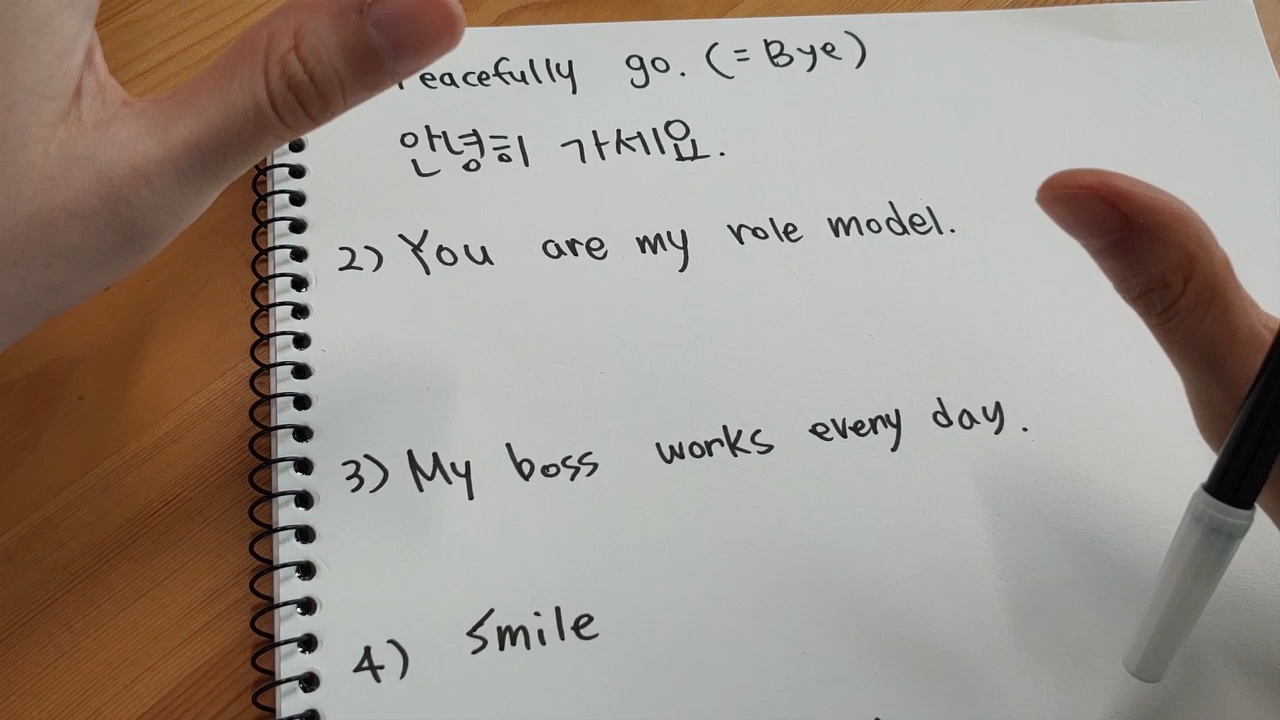 Peacefully go. (=Bye)
안녕히 가세요.
2) You are my role model.
3) My boss works every day.
4) Smile